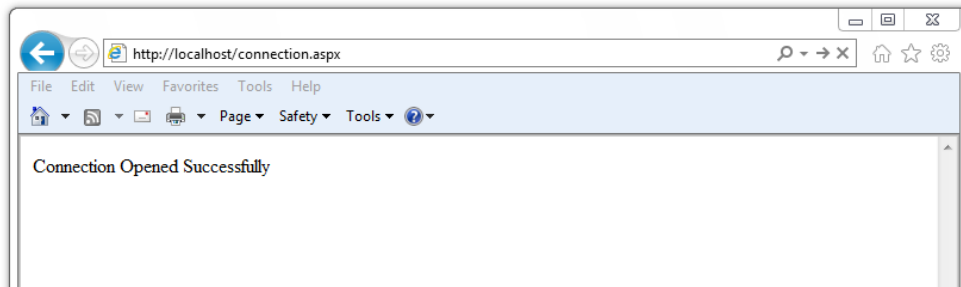 http://localhost/connection.aspx
File Edit View Favorites Tools Help
Page Safety Tools
Connection Opened Successfully